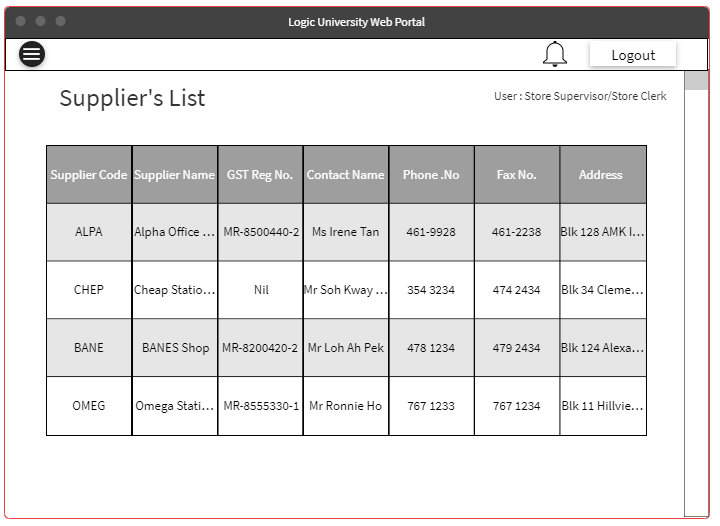 Logic University Web Portal
Logout
Supplier's List
User : Store Supervisor/Store Clerk
Supplier Code Supplier Name GST Reg No. Contact Name Phone .No Fax No. Address
ALPA Alpha Office ... MR-8500440-2 Ms Irene Tan 461-9928 461-2238 Blk 128 AMK I...
CHEP Cheap Statio... Nil Mr Soh Kway ... 354 3234 474 2434 Blk 34 Cleme...
BANE BANES Shop MR-8200420-2 Mr Loh Ah Pek 478 1234 479 2434 Blk 124 Alexa...
OMEG Omega Stati... MR-8555330-1 Mr Ronnie Ho 767 1233 767 1234 Blk 11 Hillvie...